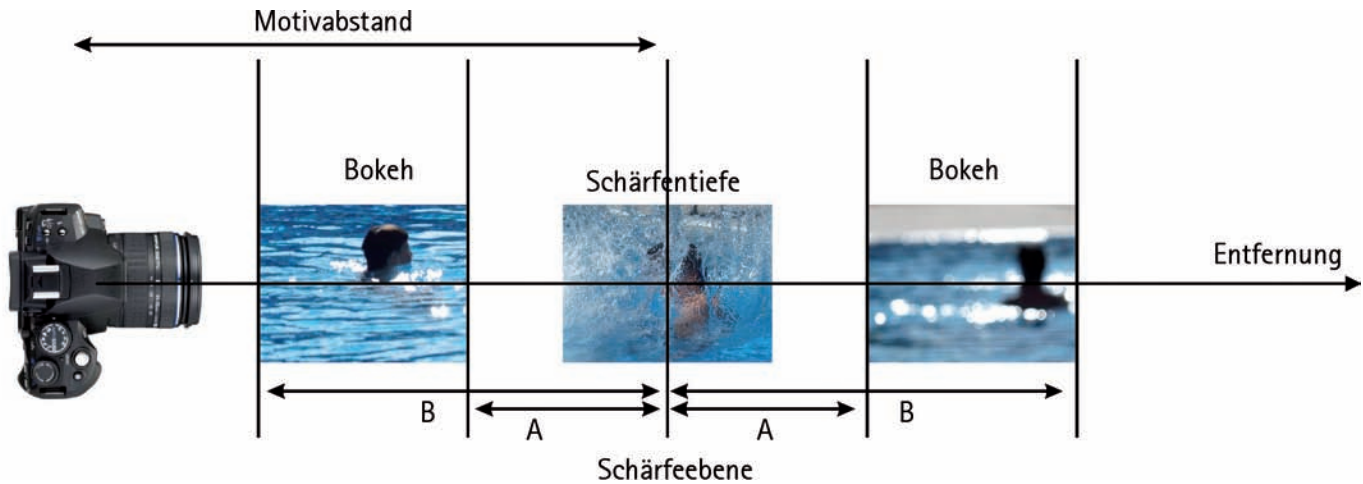 Motivabstand
Bokeh
Schärfentiefe
Bokeh
Entfernung
B
A
A
B
Schärfeebene